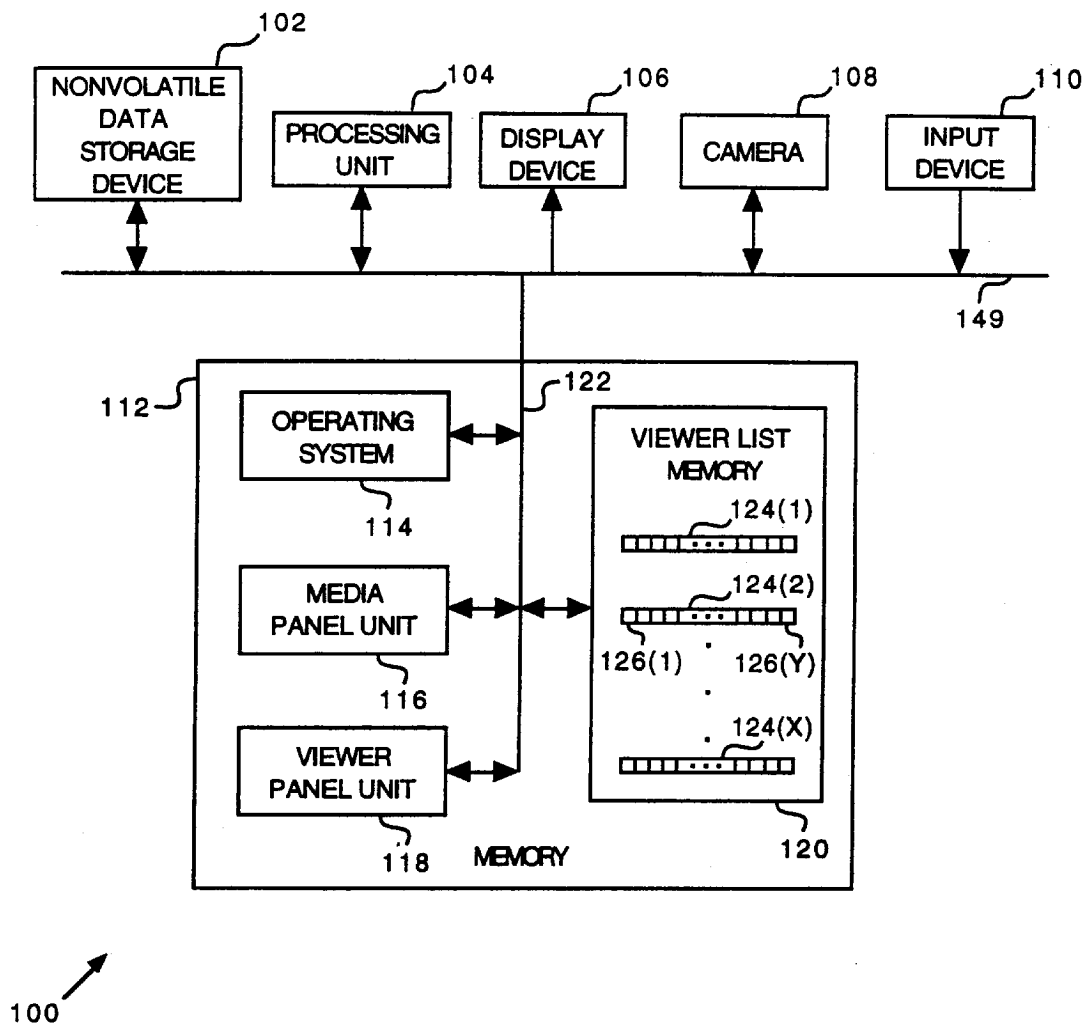 102
104
106
108
110
NONVOLATILE
DATA
STORAGE
DEVICE
PROCESSING
UNIT
DISPLAY
DEVICE
CAMERA
INPUT
DEVICE
149
112
122
OPERATING
SYSTEM
114
VIEWER LIST
MEMORY
124(1)
MEDIA
PANEL UNIT
116
124(2)
126(1)
126(Y)
124(X)
VIEWER
PANEL UNIT
118
120
MEMORY
100